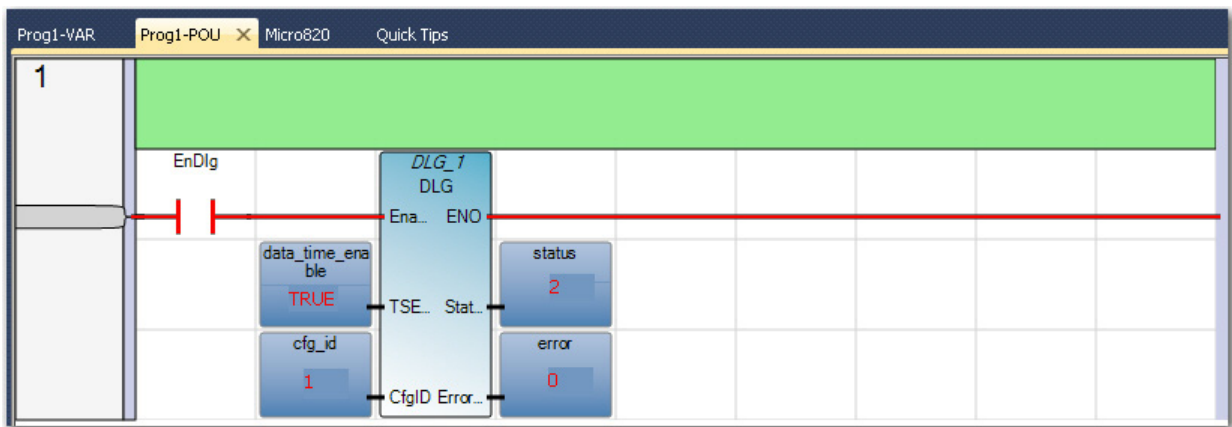 Prog1-VAR Prog1-POU Micro820 Quick Tips
1
EnDlg
DLG_1
DLG
Ena... ENO
data_time_ena
ble
TRUE
status
2
TSE... Stat...
cfg_id
1
error
0
CfgID Error...